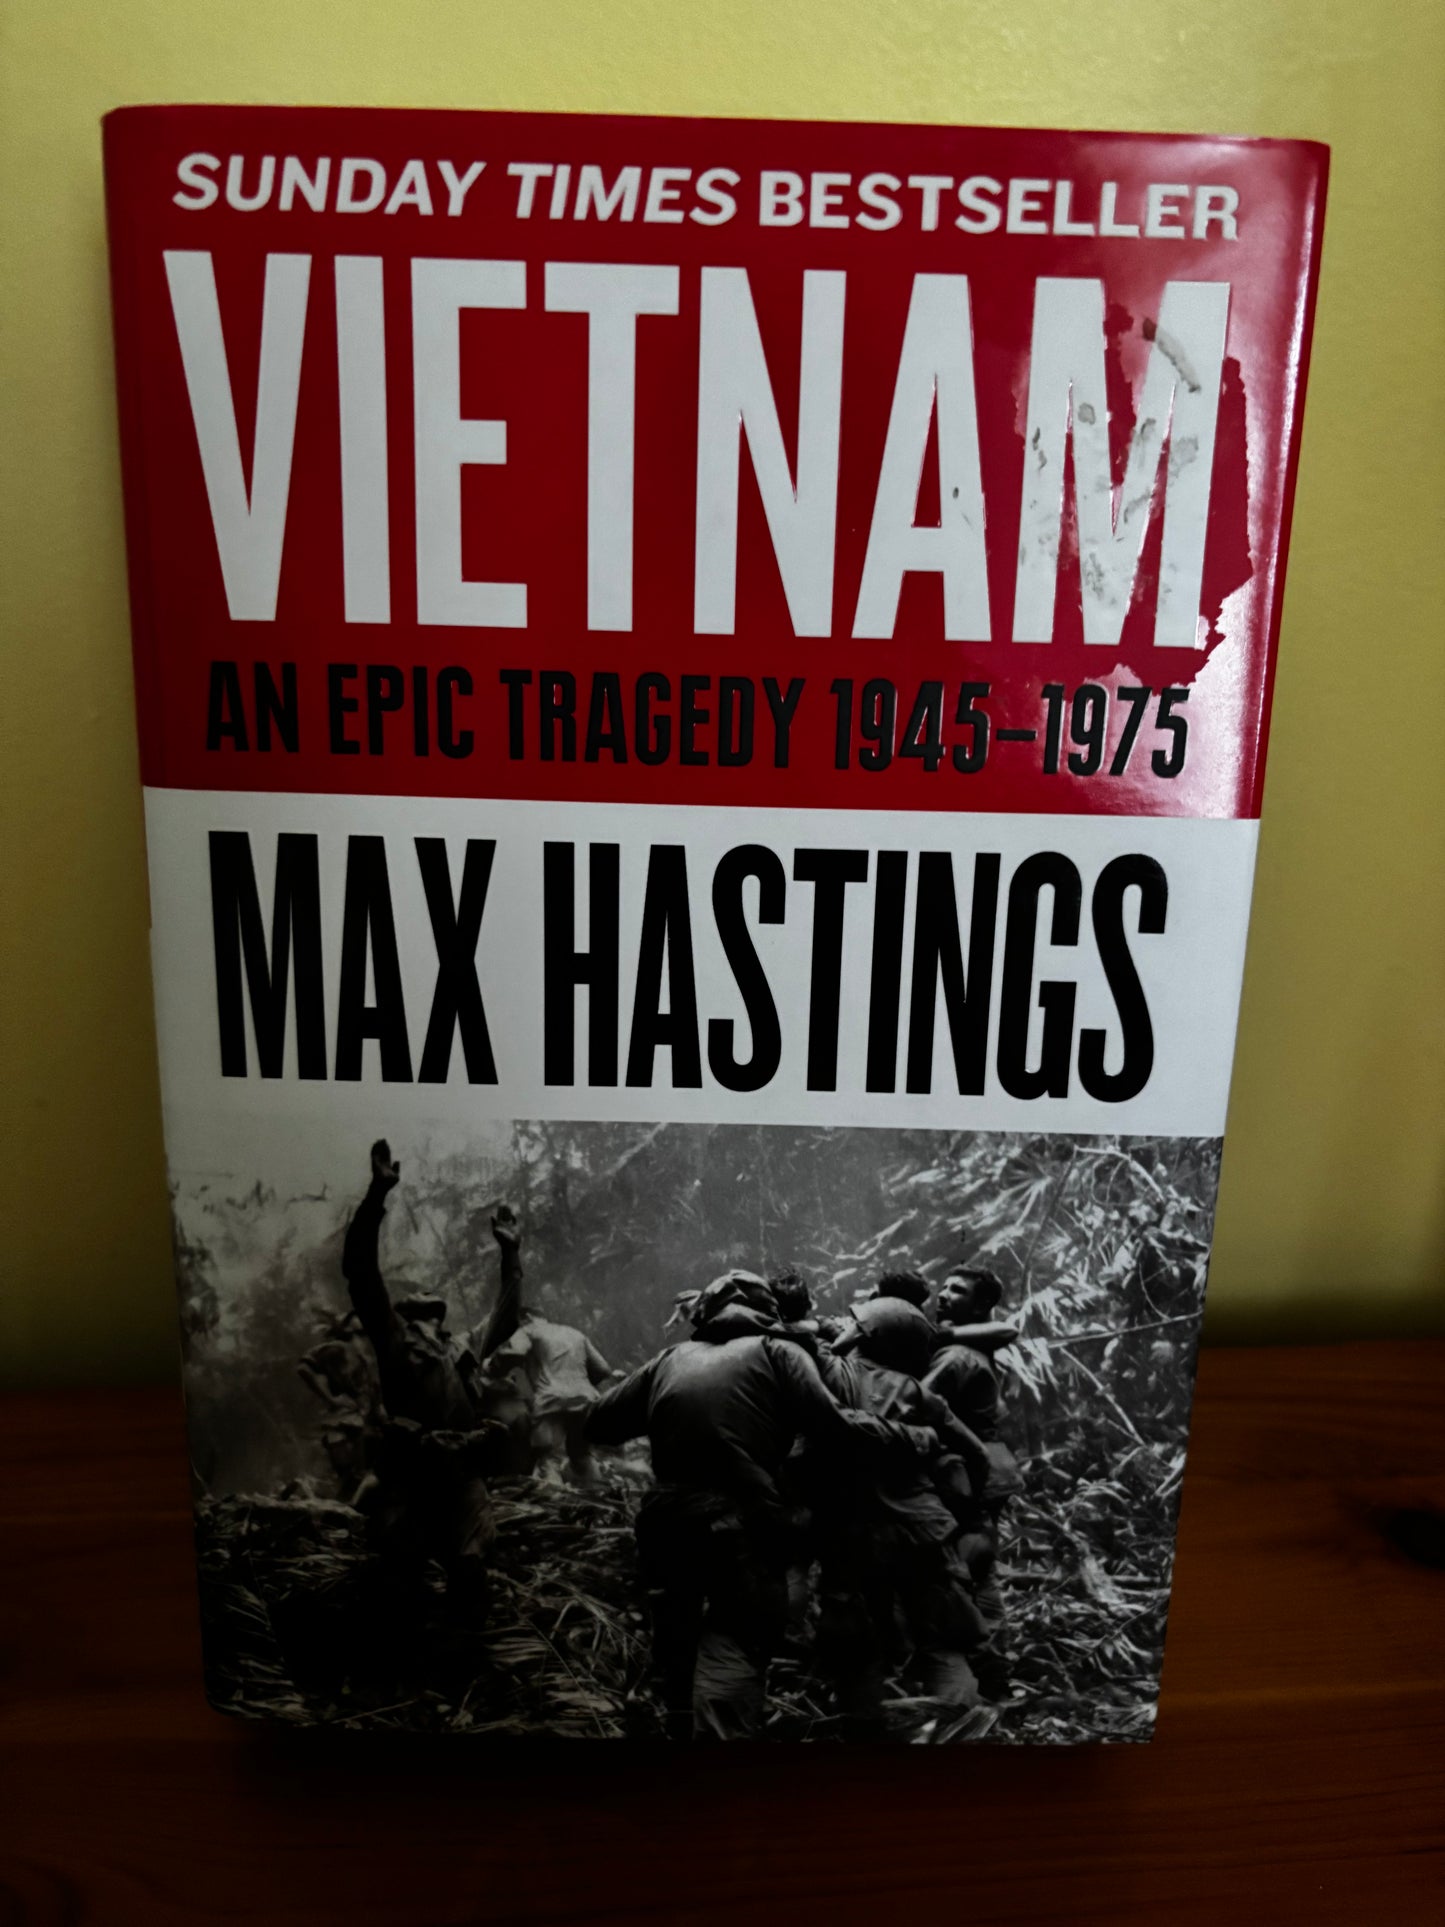 SUNDAY TIMES BESTSELLER
VIETNAM
AN EPIC TRAGEDY 1945–1975
MAX HASTINGS